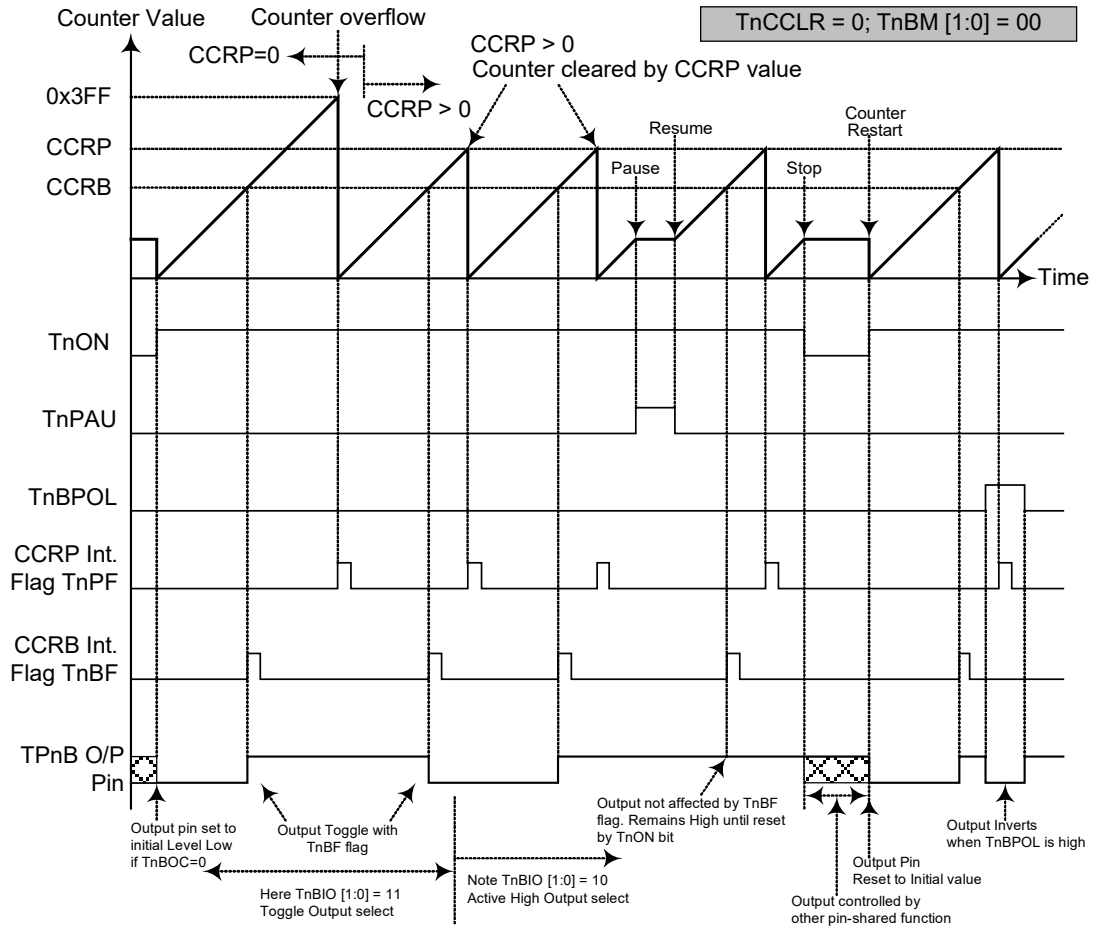 Counter Value
Counter overflow
TnCCLR = 0; TnBM [1:0] = 00
CCRP=0
CCRP > 0
CCRP > 0
Counter cleared by CCRP value
0x3FF
CCRP
CCRB
Pause
Resume
Stop
Counter
Restart
Time
TnON
TnPAU
TnBPOL
CCRP Int.
Flag TnPF
CCRB Int.
Flag TnBF
TPnB O/P
Pin
Output pin set to
initial Level Low
if TnBOC=0
Output Toggle with
TnBF flag
Here TnBIO [1:0] = 11
Toggle Output select
Note TnBIO [1:0] = 10
Active High Output select
Output not affected by TnBF
flag. Remains High until reset
by TnON bit
Output controlled by
other pin-shared function
Output Pin
Reset to Initial value
Output Inverts
when TnBPOL is high